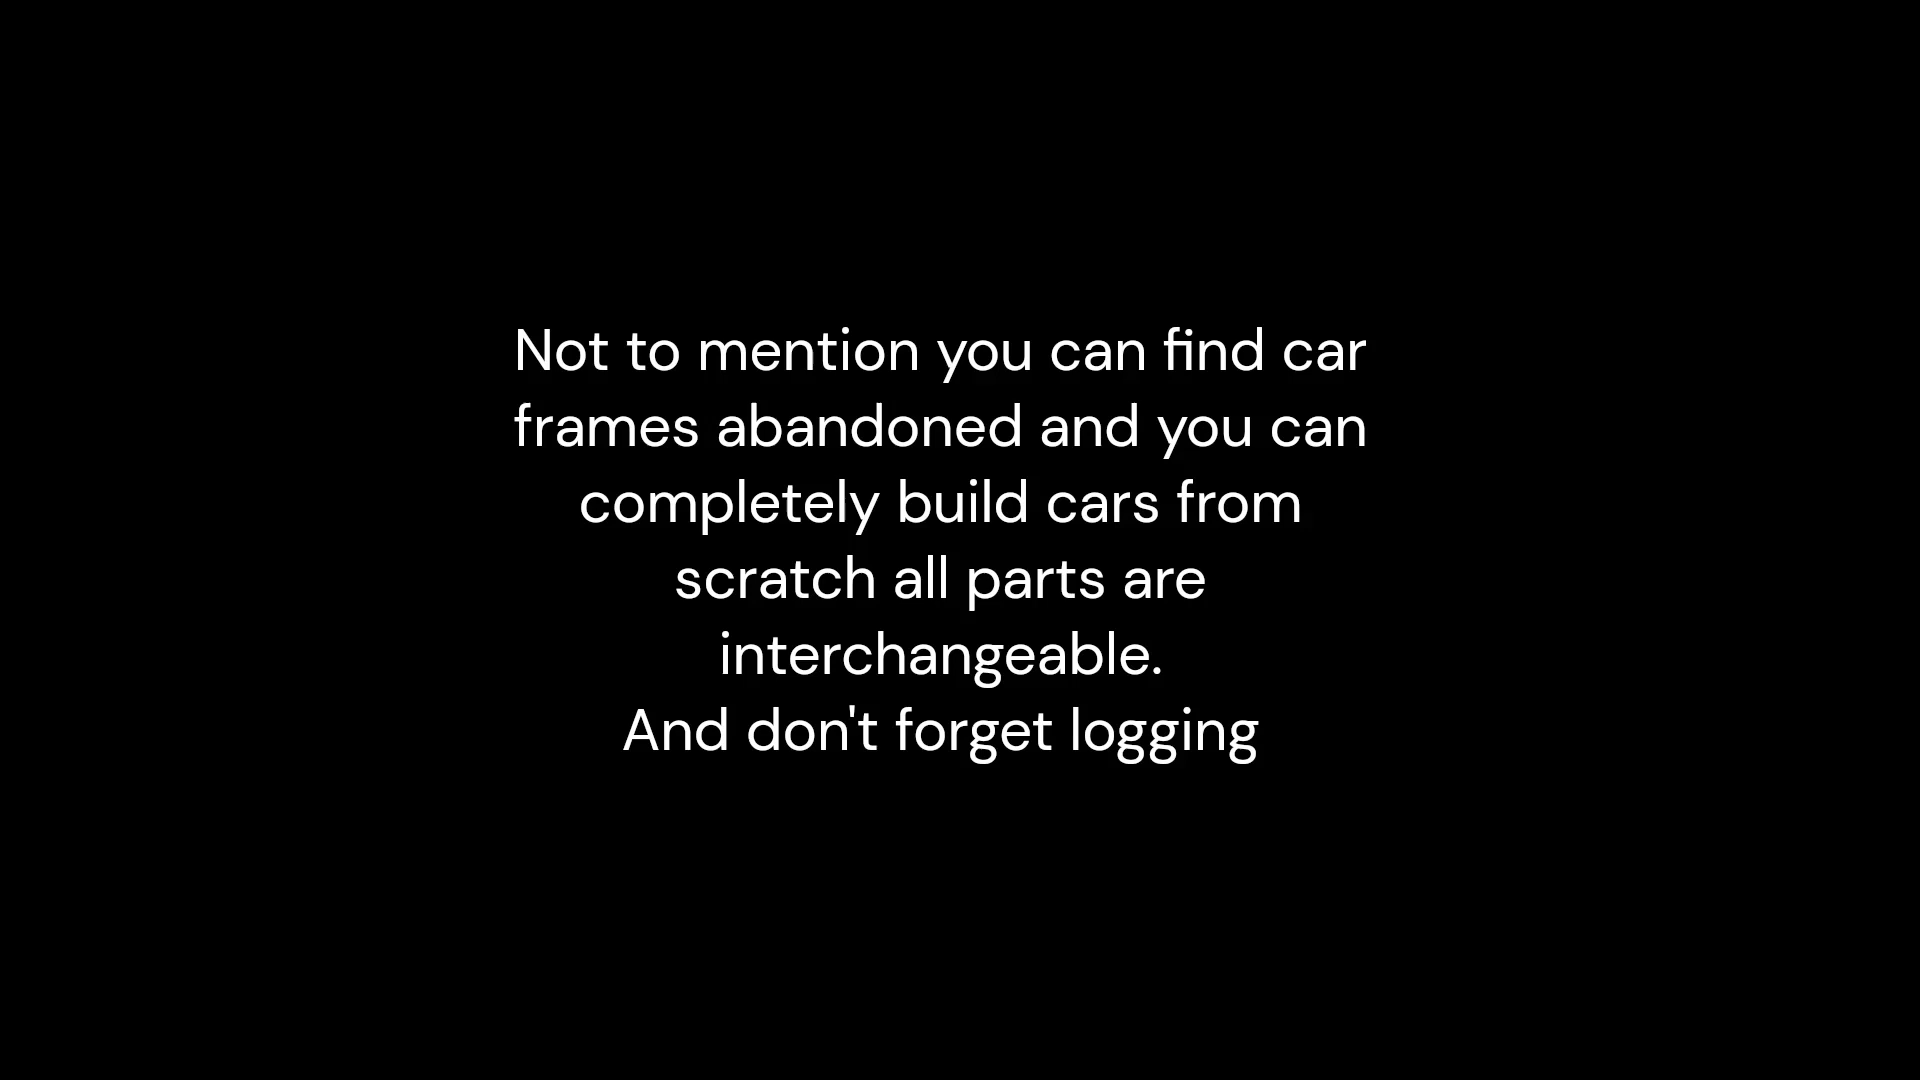 Not to mention you can find car
frames abandoned and you can
completely build cars from
scratch all parts are
interchangeable.
And don't forget logging